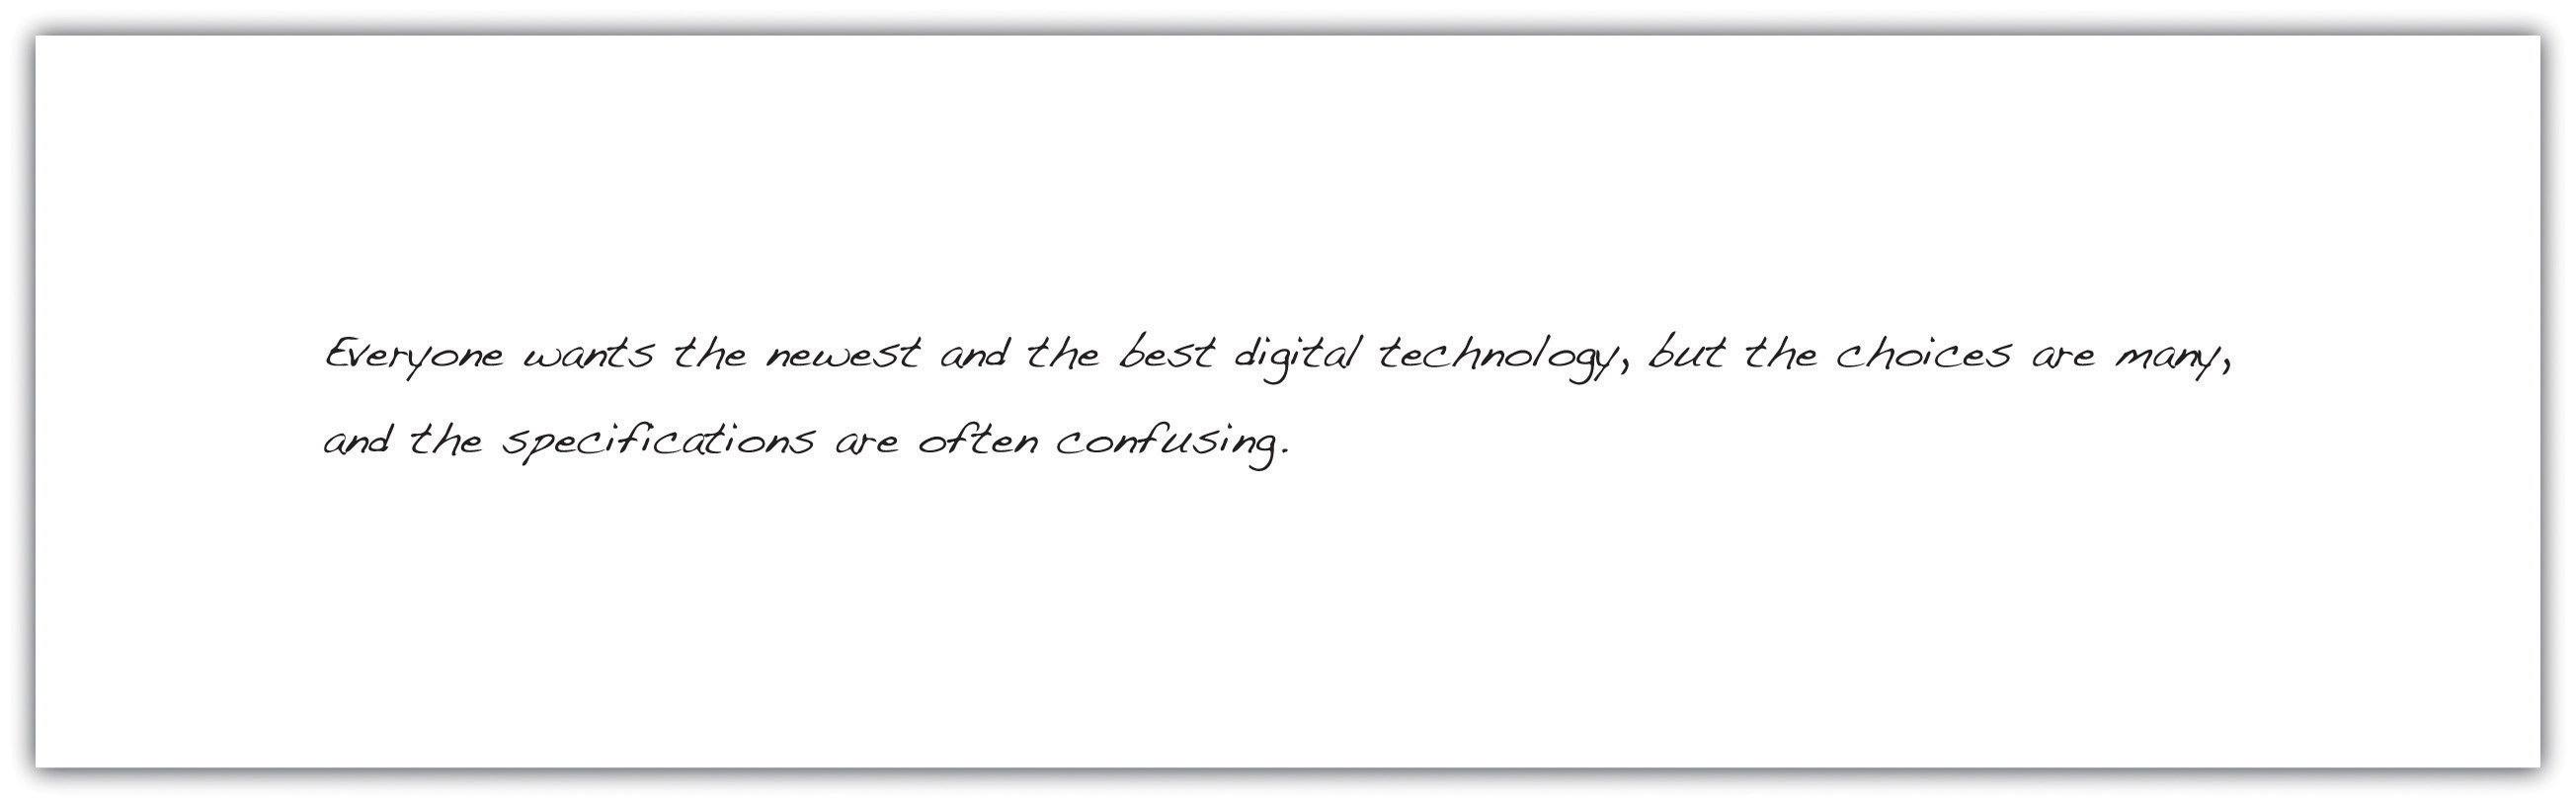 Everyone wants the newest and the best digital technology, but the choices are many,
and the specifications are often confusing.